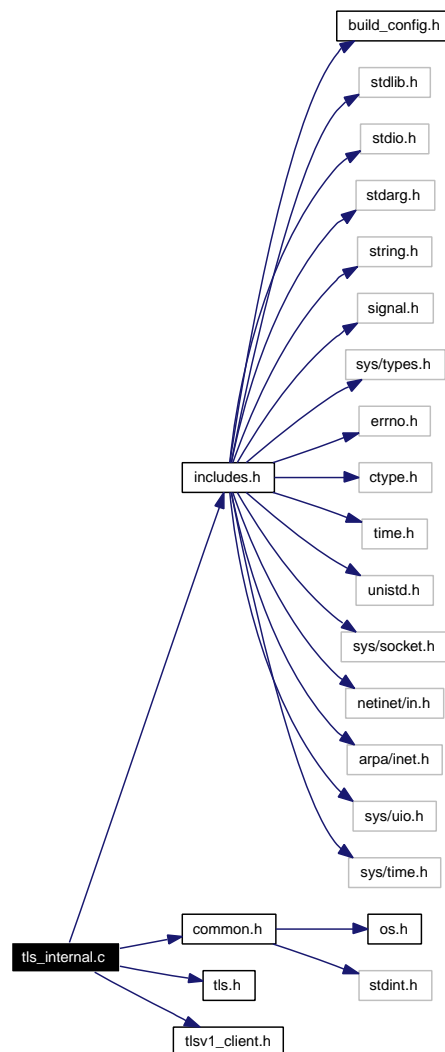 build_config.h
stdlib.h
stdio.h
stdarg.h
string.h
signal.h
sys/types.h
errno.h
includes.h
ctype.h
time.h
unistd.h
sys/socket.h
netinet/in.h
arpa/inet.h
sys/uio.h
sys/time.h
common.h
os.h
tls_internal.c
tls.h
stdint.h
tlsv1_client.h